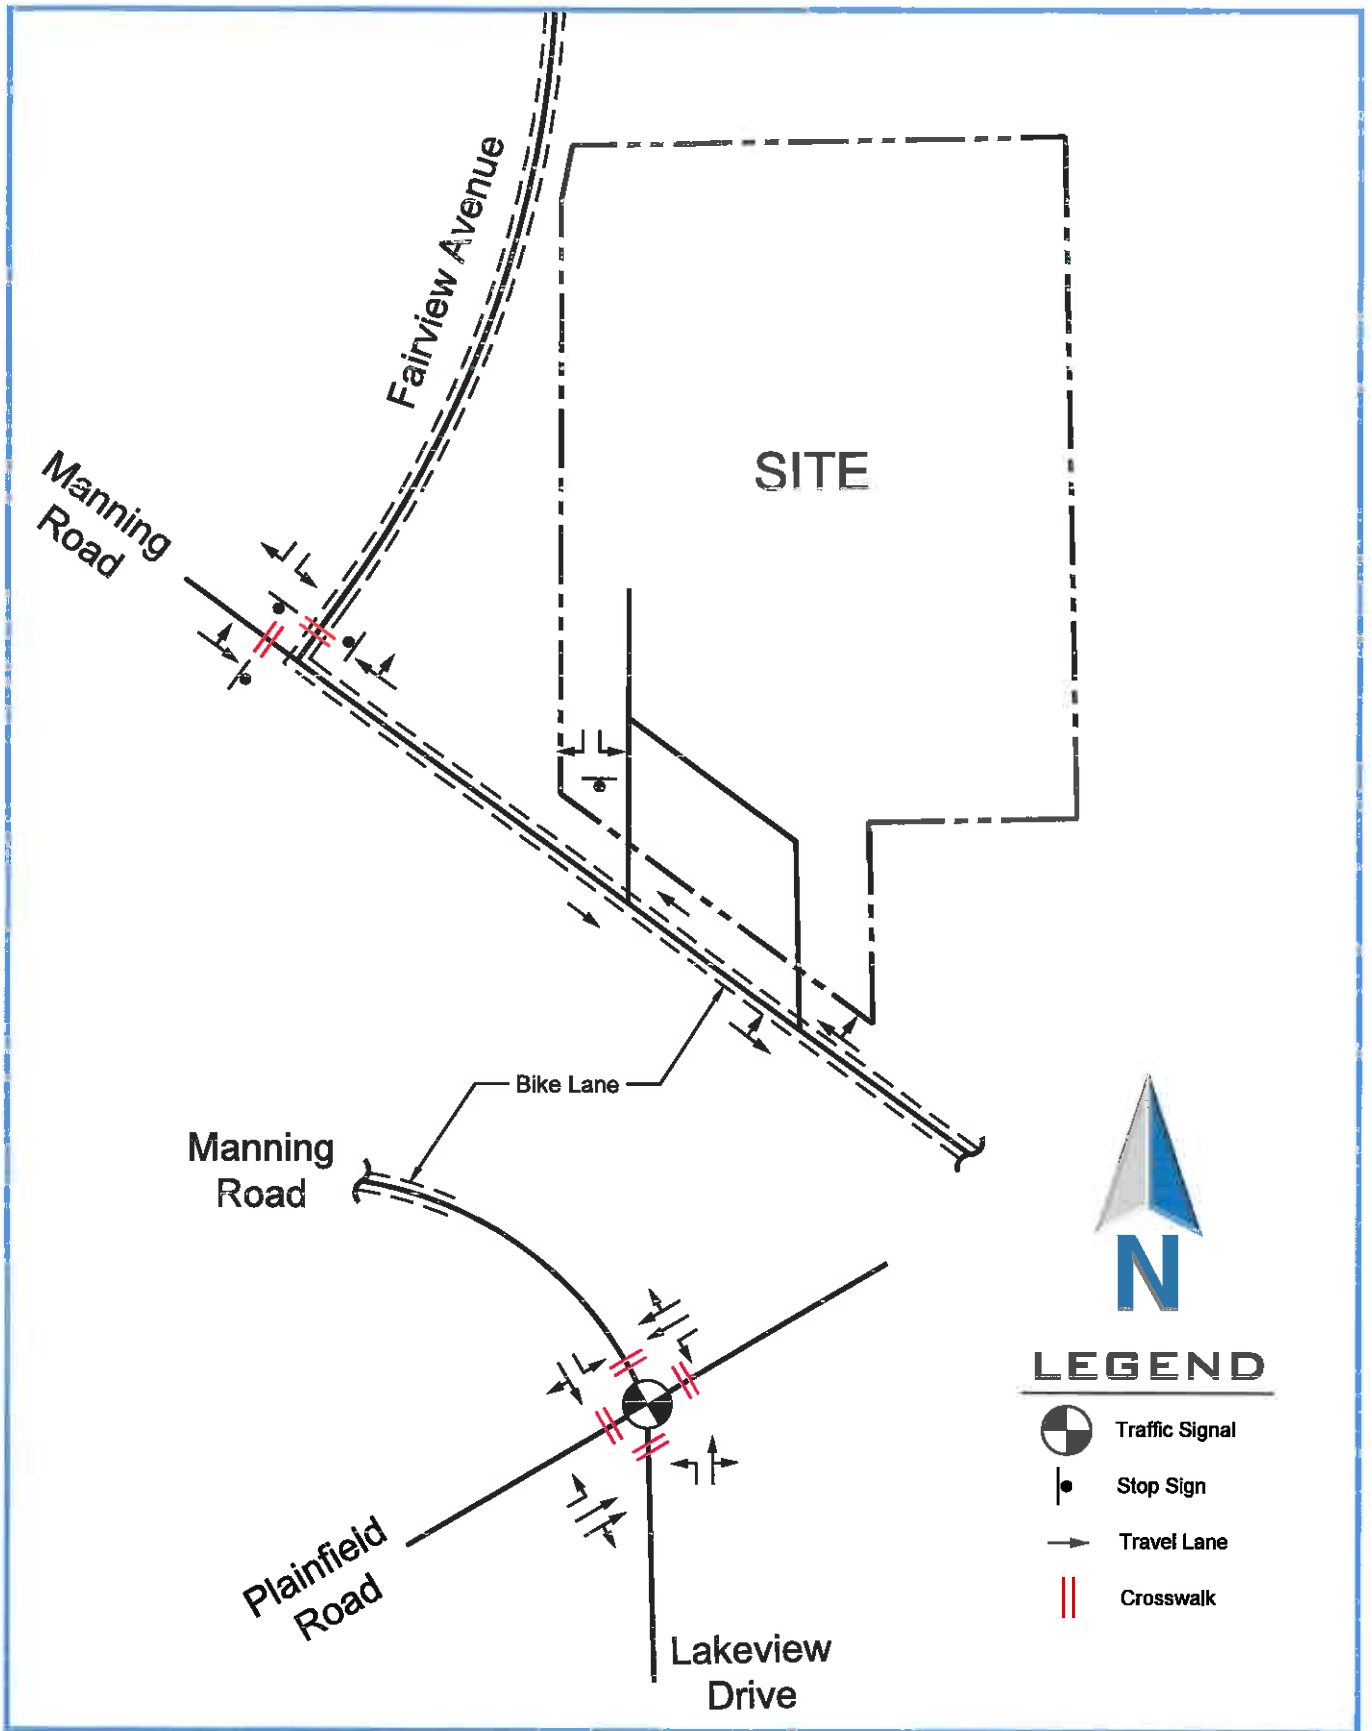 Fairview Avenue
SITE
Manning
Road
Bike Lane
Manning
Road
N
LEGEND
Traffic Signal
Stop Sign
Travel Lane
Crosswalk
Plainfield
Road
Lakeview
Drive